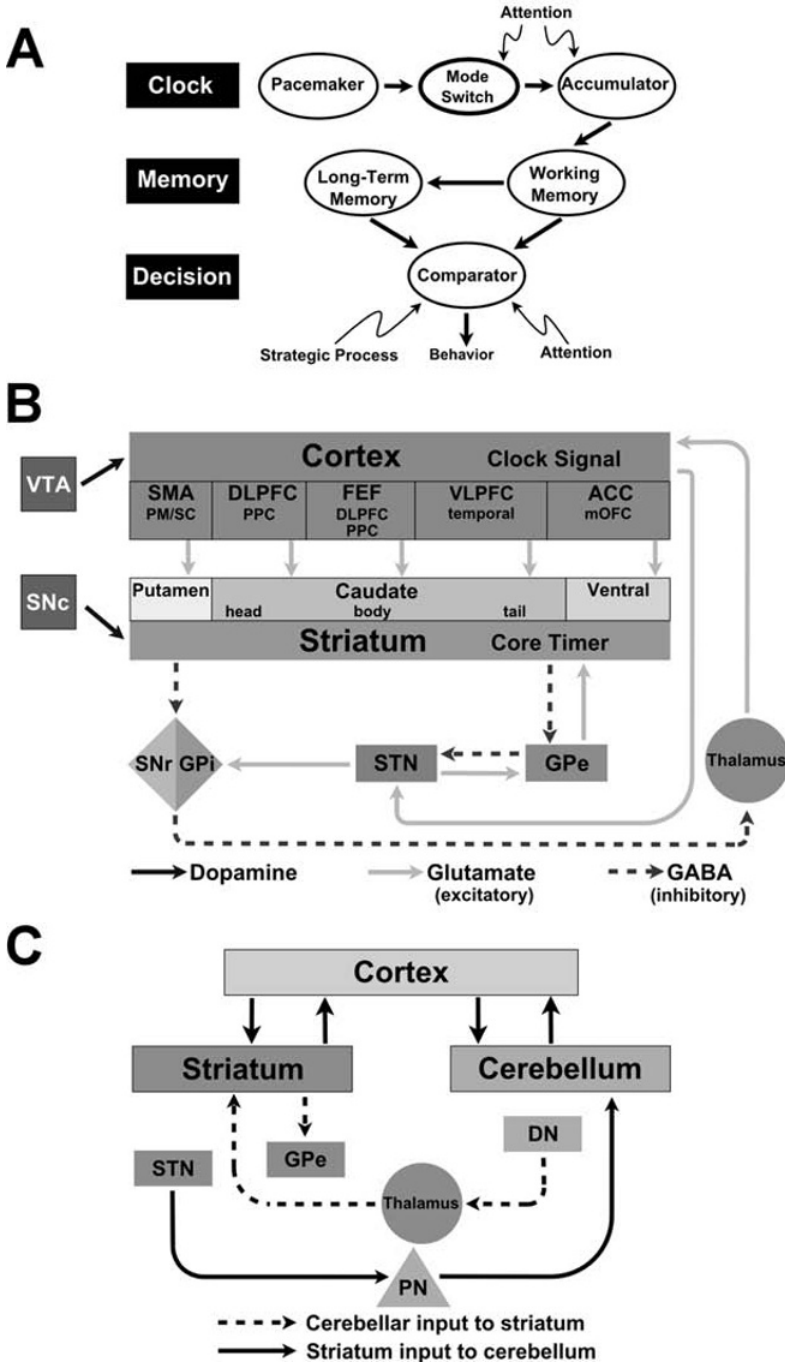 A
Attention
Clock
Pacemaker
Mode
Switch
Accumulator
Memory
Long-Term
Memory
Working
Memory
Decision
Comparator
Strategic Process
Behavior
Attention
B
VTA
Cortex
Clock Signal
SMA
PM/SC
DLPFC
PPC
FEF
DLPFC
PPC
VLPFC
temporal
ACC
mOFC
SNc
Putamen
Caudate
head
body
tail
Ventral
Striatum
Core Timer
SNr GPi
STN
GPe
Thalamus
Dopamine
Glutamate
(excitatory)
GABA
(inhibitory)
C
Cortex
Striatum
Cerebellum
STN
GPe
DN
Thalamus
PN
Cerebellar input to striatum
Striatum input to cerebellum